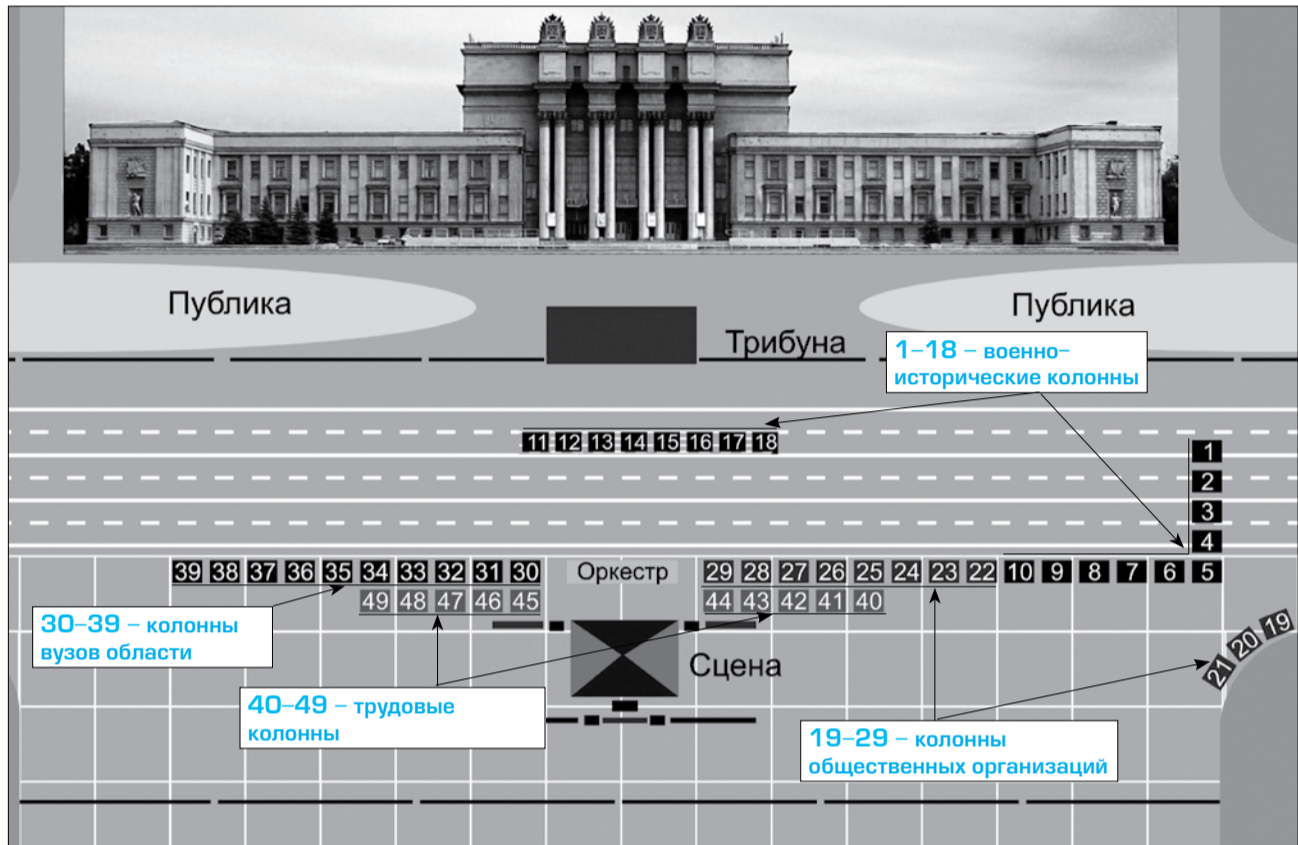 Публика
Публика
Трибуна
1–18 – военно-
исторические колонны
11 12 13 14 15 16 17 18
1
2
3
4
39 38 37 36 35 34 33 32 31 30
Оркестр
29 28 27 26 25 24 23 22 10 9 8 7 6 5
49 48 47 46 45
44 43 42 41 40
21 20 19
30–39 – колонны
вузов области
Сцена
40–49 – трудовые
колонны
19–29 – колонны
общественных организаций